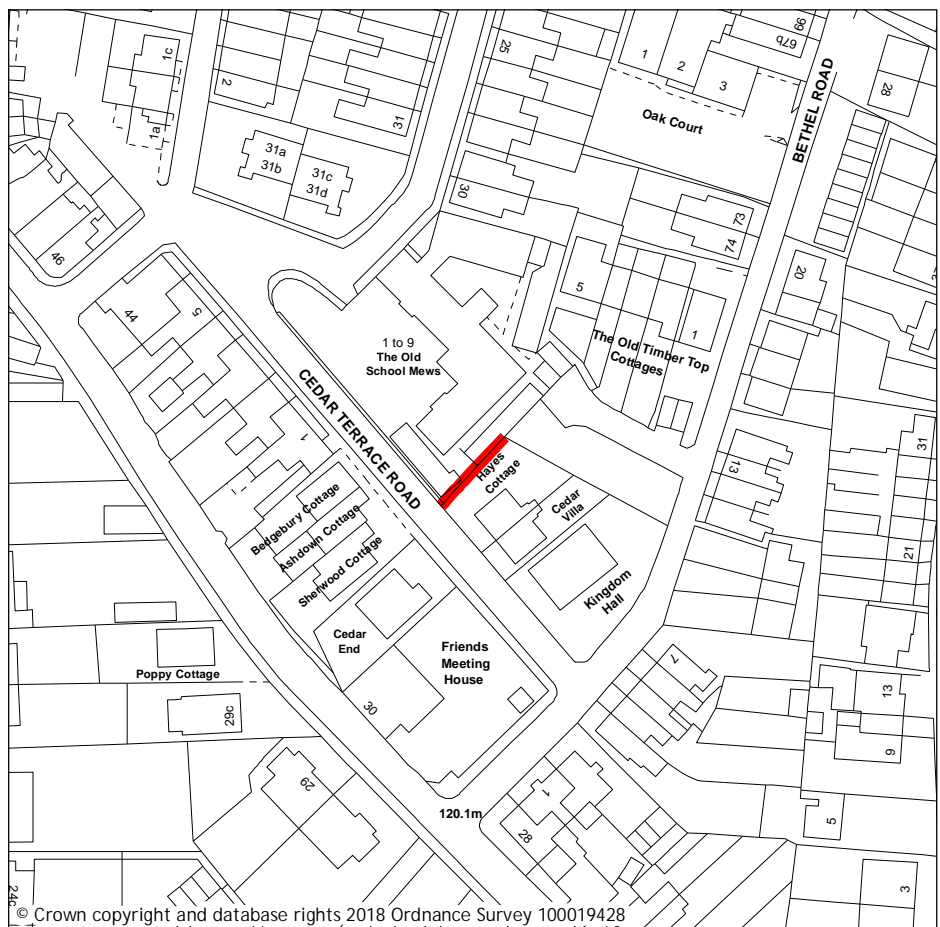 1c
2
25
1
2
3
67b
66
28
1a
31
Oak Court
BETHEL ROAD
31a
31b
31c
31d
30
73
74
46
5
20
44
5
1
1 to 9
The Old
School Mews
The Old Timber Top
Cottages
CEDAR TERRACE ROAD
1
Hayes
Cottage
13
31
Bedgebury Cottage
Ashdown Cottage
Sherwood Cottage
Cedar
Villa
21
Kingdom
Hall
Cedar
End
Friends
Meeting
House
7
Poppy Cottage
29c
30
13
9
29
120.1m
1
28
5
24c
3
© Crown copyright and database rights 2018 Ordnance Survey 100019428